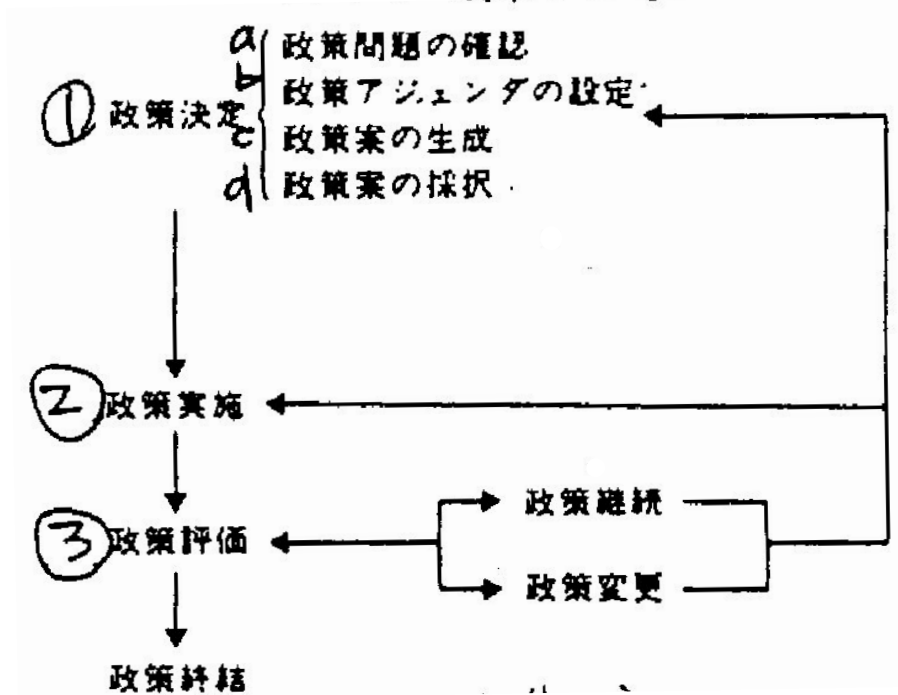 a 政策問題の確認
b 政策アジェンダの設定
① 政策決定
c 政策案の生成
d 政策案の採択
② 政策実施
政策継続
③ 政策評価
政策変更
政策終結